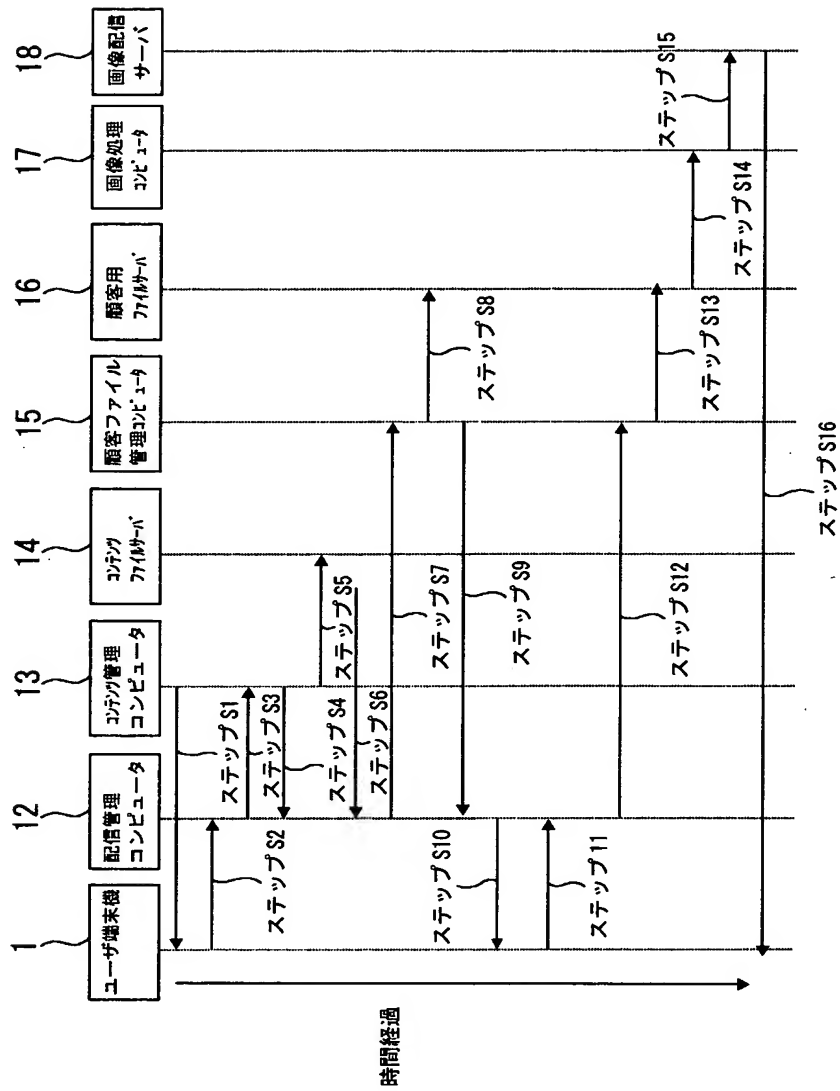 1
ユーザ端末機
12
配信管理
コンピュータ
13
コンテンツ管理
コンピュータ
14
コンテンツ
ファイルサーバ
15
顧客ファイル
管理コンピュータ
16
顧客用
ファイルサーバ
17
画像処理
コンピュータ
18
画像配信
サーバ
時間経過
ステップS1
ステップS2
ステップS3
ステップS4
ステップS5
ステップS6
ステップS7
ステップS8
ステップS9
ステップS10
ステップ11
ステップS12
ステップS13
ステップS14
ステップS15
ステップS16